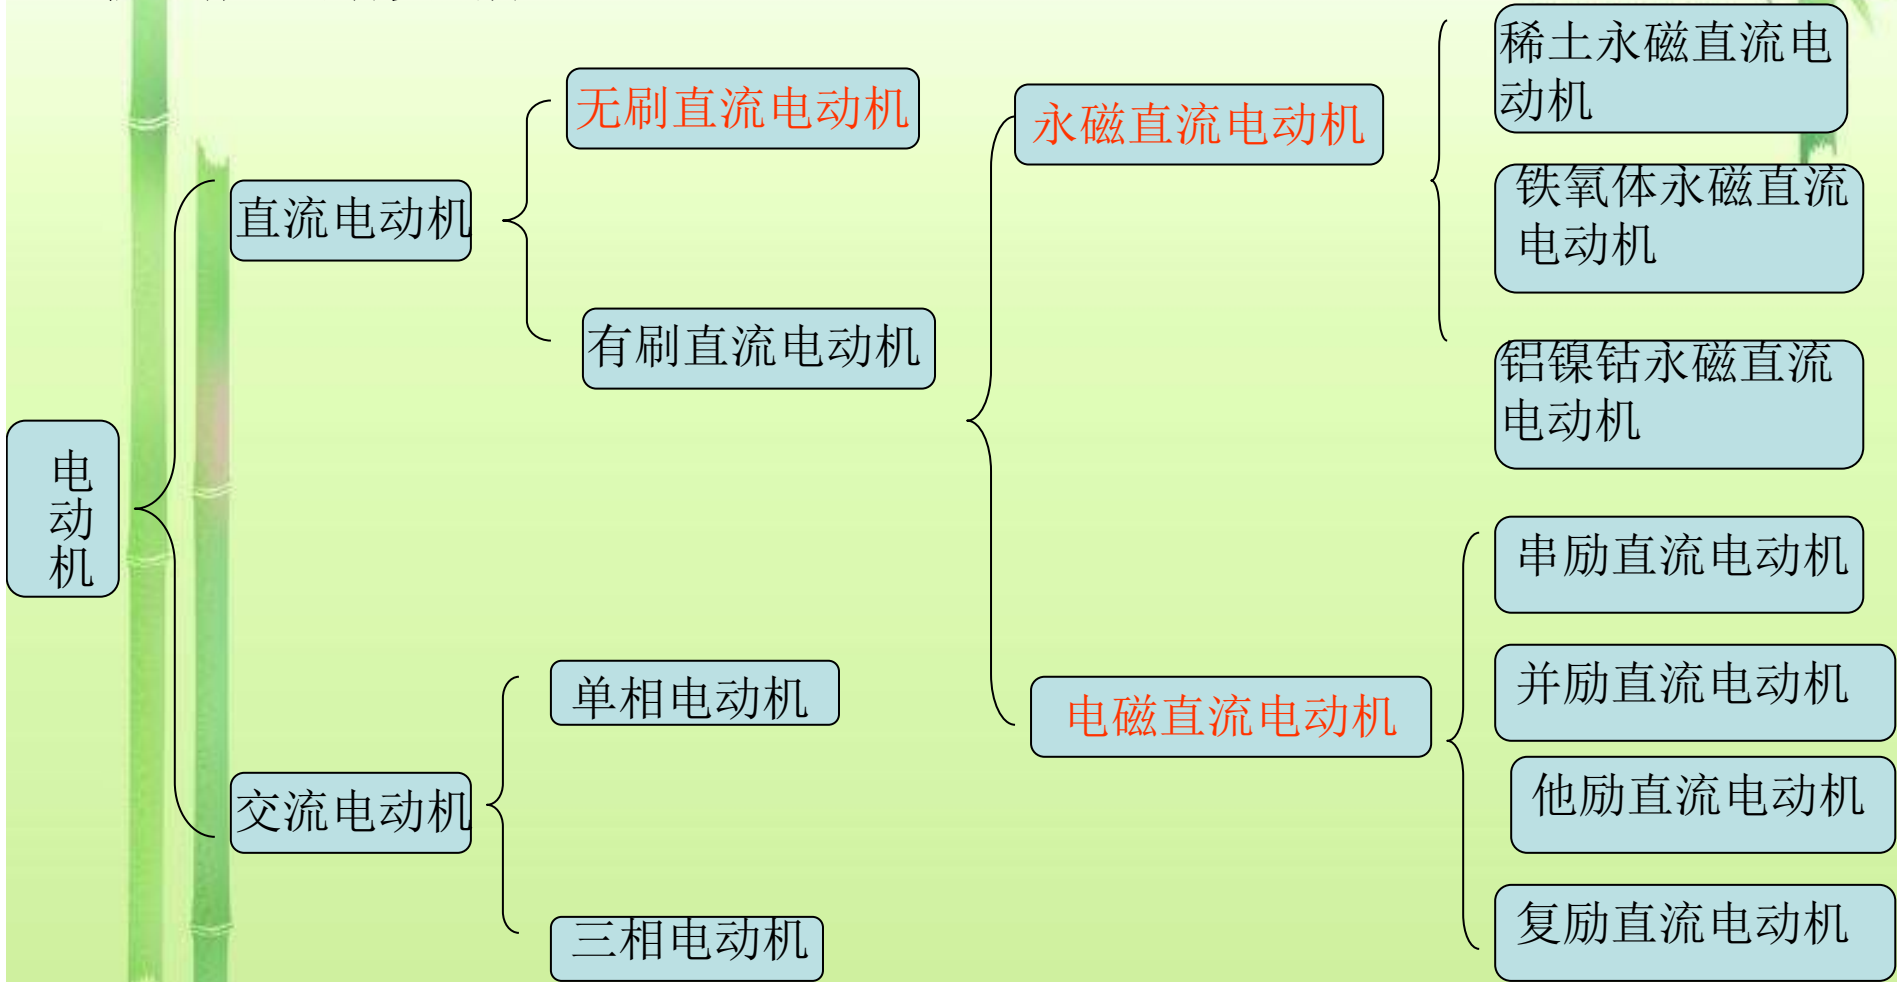 电
动
机
直流电动机
交流电动机
无刷直流电动机
有刷直流电动机
单相电动机
三相电动机
永磁直流电动机
电磁直流电动机
稀土永磁直流电
动机
铁氧体永磁直流
电动机
铝镍钴永磁直流
电动机
串励直流电动机
并励直流电动机
他励直流电动机
复励直流电动机